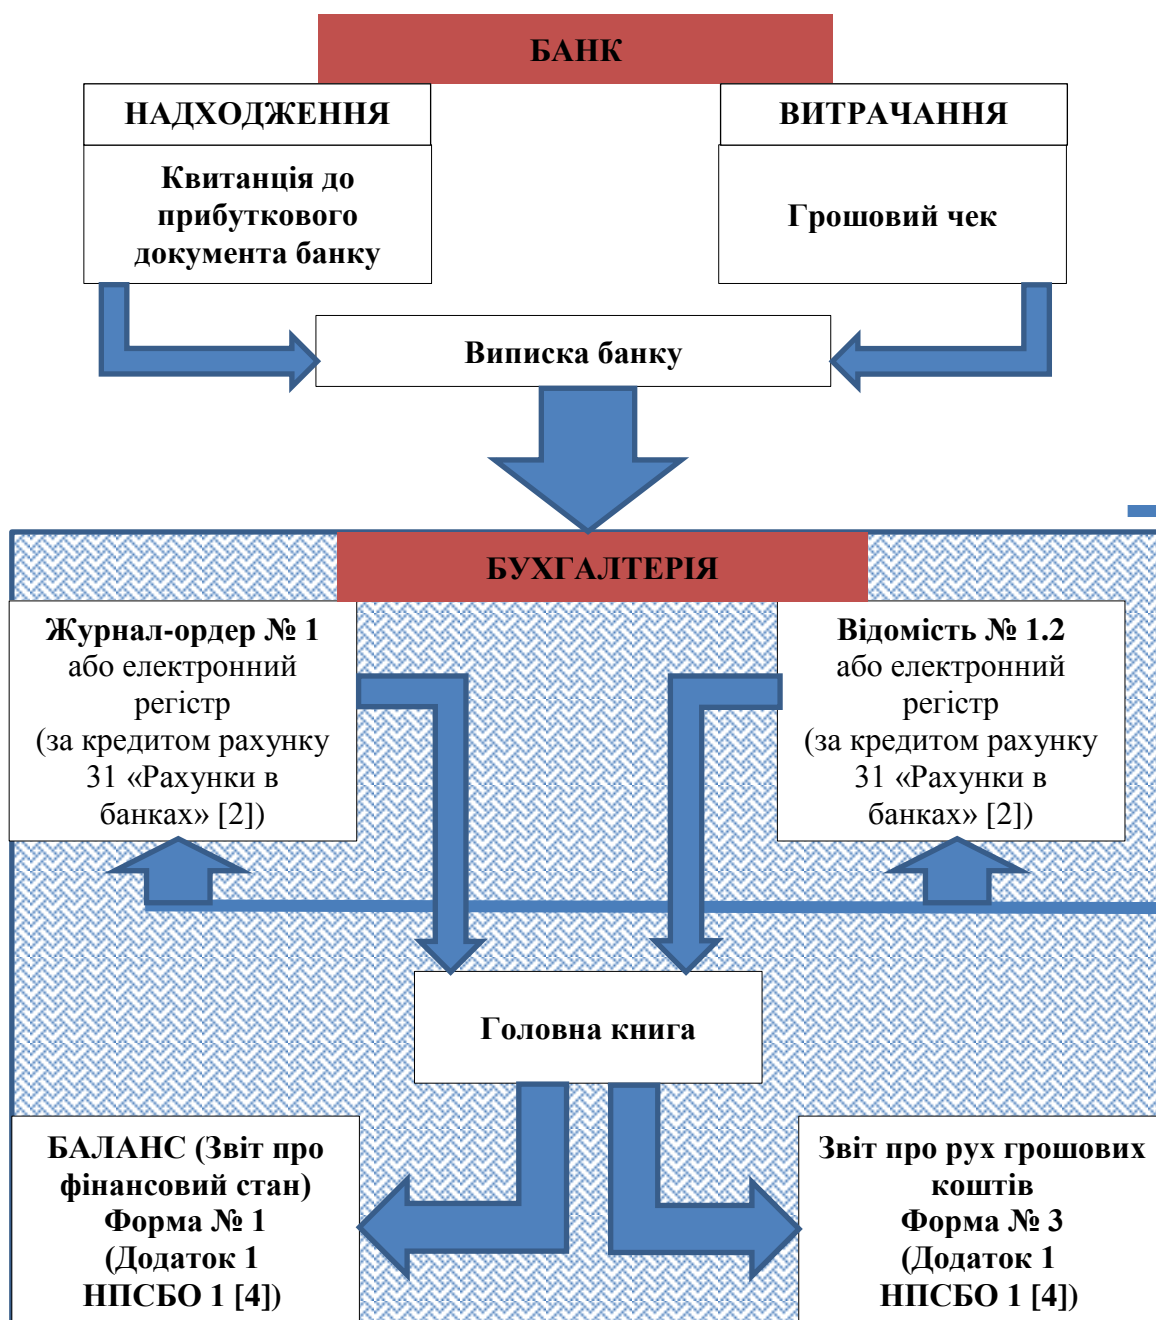 БАНК
НАДХОДЖЕННЯ
Квитанція до
прибуткового
документа банку
ВИТРАЧАННЯ
Грошовий чек
Виписка банку
БУХГАЛТЕРІЯ
Журнал-ордер № 1
або електронний
регістр
(за кредитом рахунку
31 «Рахунки в
банках» [2])
Відомість № 1.2
або електронний
регістр
(за кредитом рахунку
31 «Рахунки в
банках» [2])
Головна книга
БАЛАНС (Звіт про
фінансовий стан)
Форма № 1
(Додаток 1
НПСБО 1 [4])
Звіт про рух грошових
коштів
Форма № 3
(Додаток 1
НПСБО 1 [4])